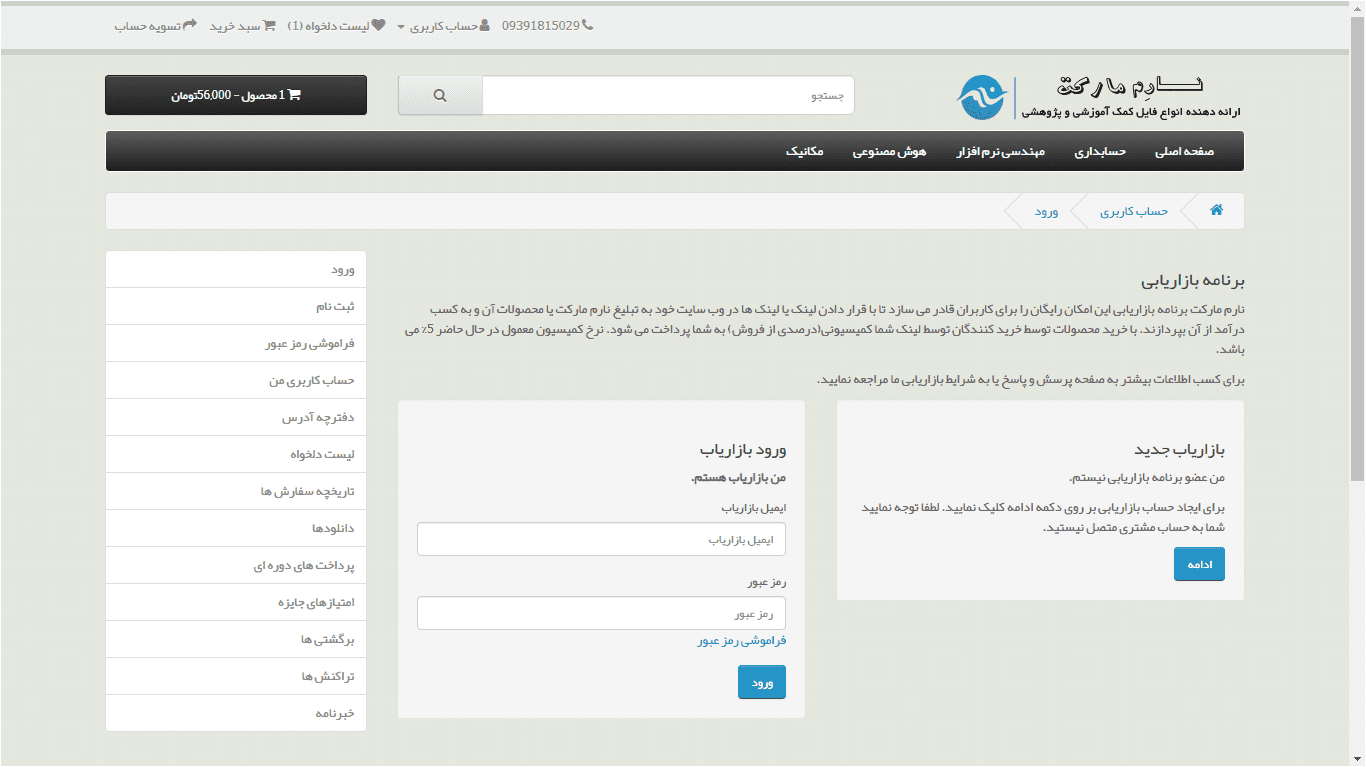 09391815029 حساب کاربری لیست دلخواه (1) سبد خرید تسویه حساب
نـــارِم مارکت
ارائه دهنده انواع فایل کمک آموزشی و پژوهشی
جستجو
1 محصول - 56,000تومان
صفحه اصلی حسابداری مهندسی نرم افزار هوش مصنوعی مکانیک
حساب کاربری ورود
برنامه بازاریابی
نارم مارکت برنامه بازاریابی این امکان رایگان را برای کاربران قادر می سازد تا با قرار دادن لینک یا لینک ها در وب سایت خود به تبلیغ نارم مارکت یا محصولات آن و به کسب
درآمد از آن بپردازند. با خرید محصولات توسط خرید کنندگان توسط لینک شما کمیسیونی(درصدی از فروش) به شما پرداخت می شود. نرخ کمیسیون معمول در حال حاضر 5٪ می
باشد.
برای کسب اطلاعات بیشتر به صفحه پرسش و پاسخ یا به شرایط بازاریابی ما مراجعه نمایید.
بازاریاب جدید
من عضو برنامه بازاریابی نیستم.
برای ایجاد حساب بازاریابی بر روی دکمه ادامه کلیک نمایید. لطفا توجه نمایید
شما به حساب مشتری متصل نیستید.
ادامه
ورود بازاریاب
من بازاریاب هستم.
ایمیل بازاریاب
ایمیل بازاریاب
رمز عبور
رمز عبور
فراموشی رمز عبور
ورود
ورود
ثبت نام
فراموشی رمز عبور
حساب کاربری من
دفترچه آدرس
لیست دلخواه
تاریخچه سفارش ها
دانلودها
پرداخت های دوره ای
امتیازهای جایزه
برگشتی ها
تراکنش ها
خبرنامه